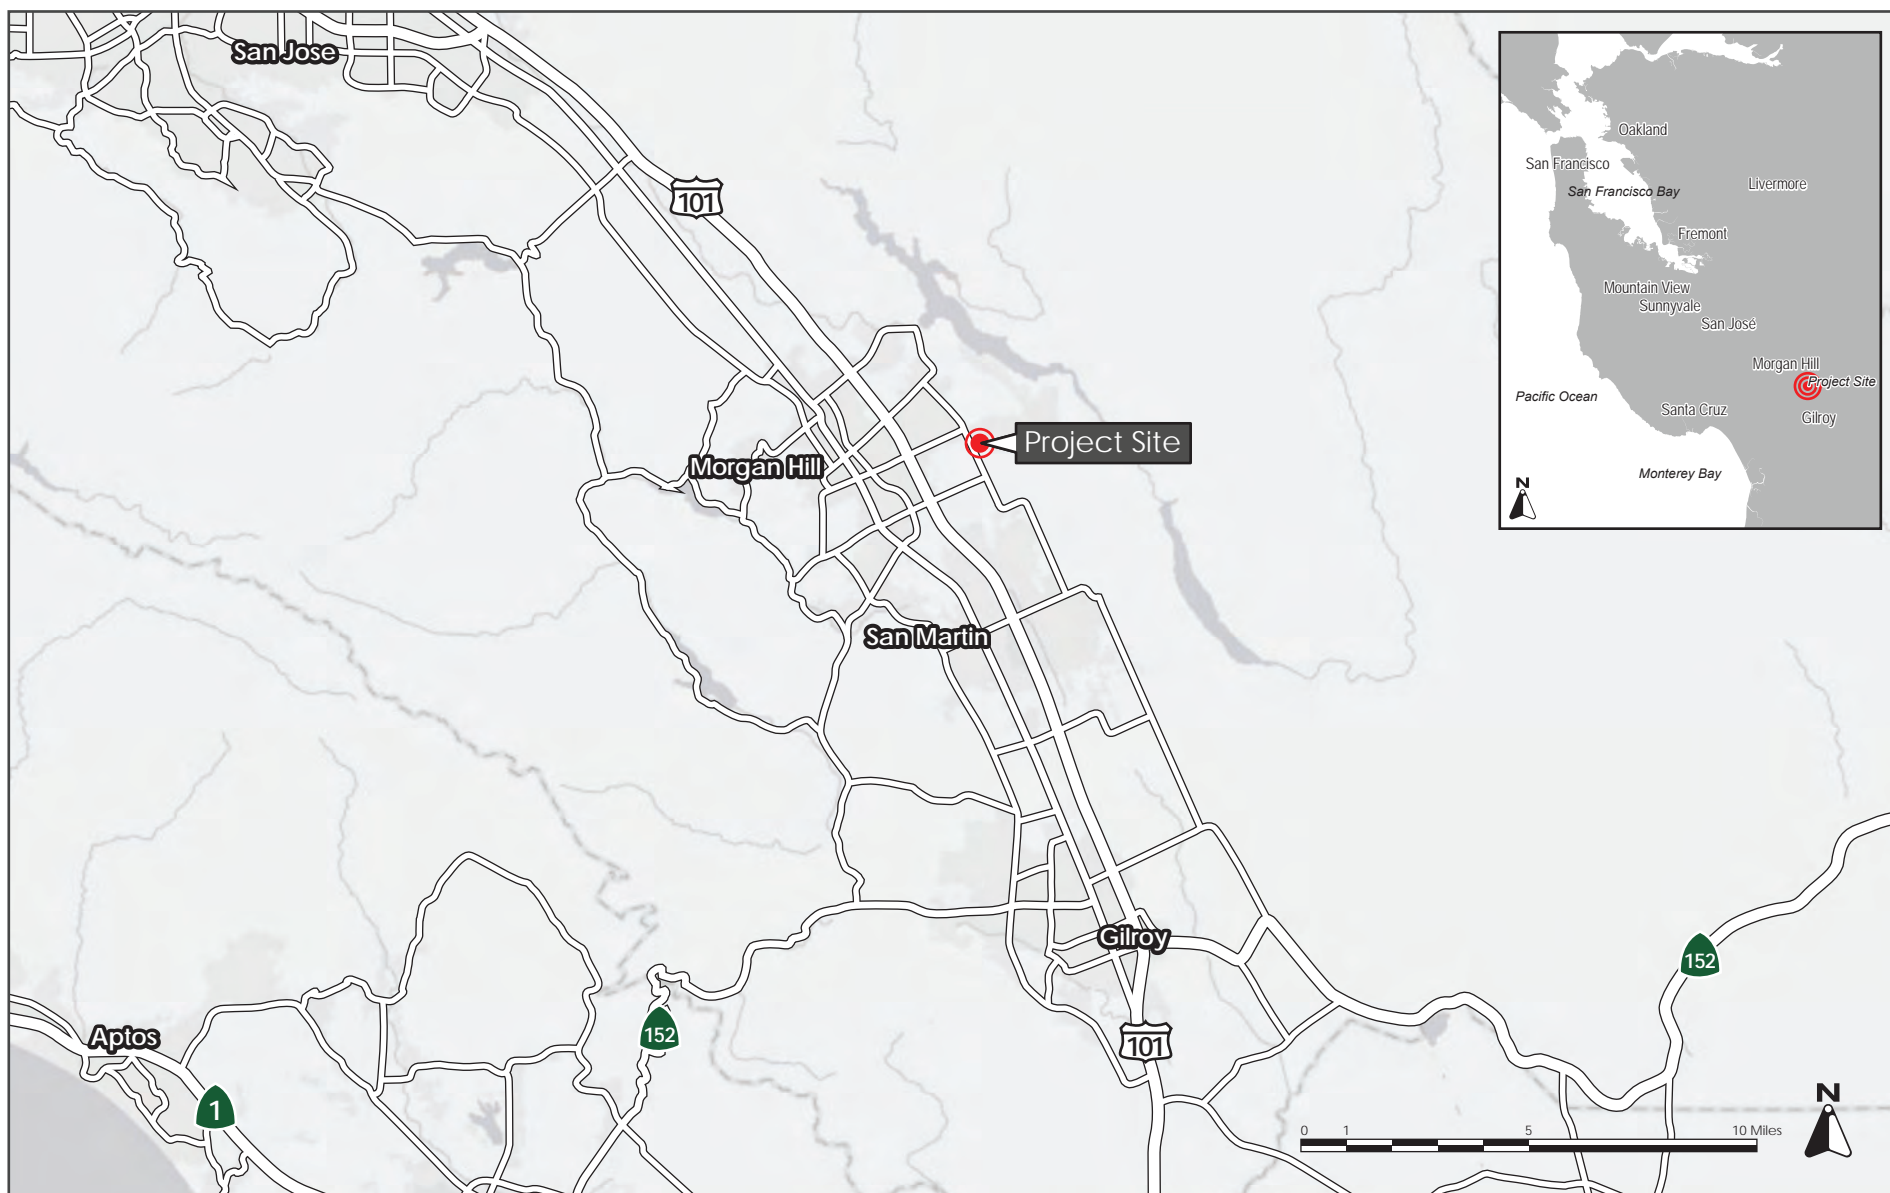 San Jose
101
Project Site
Morgan Hill
San Martin
Gilroy
152
Aptos
152
101
1
0 1 5 10 Miles
N
Oakland
San Francisco
San Francisco Bay
Livermore
Fremont
Mountain View
Sunnyvale
San José
Morgan Hill
Project Site
Pacific Ocean
Santa Cruz
Gilroy
Monterey Bay
N